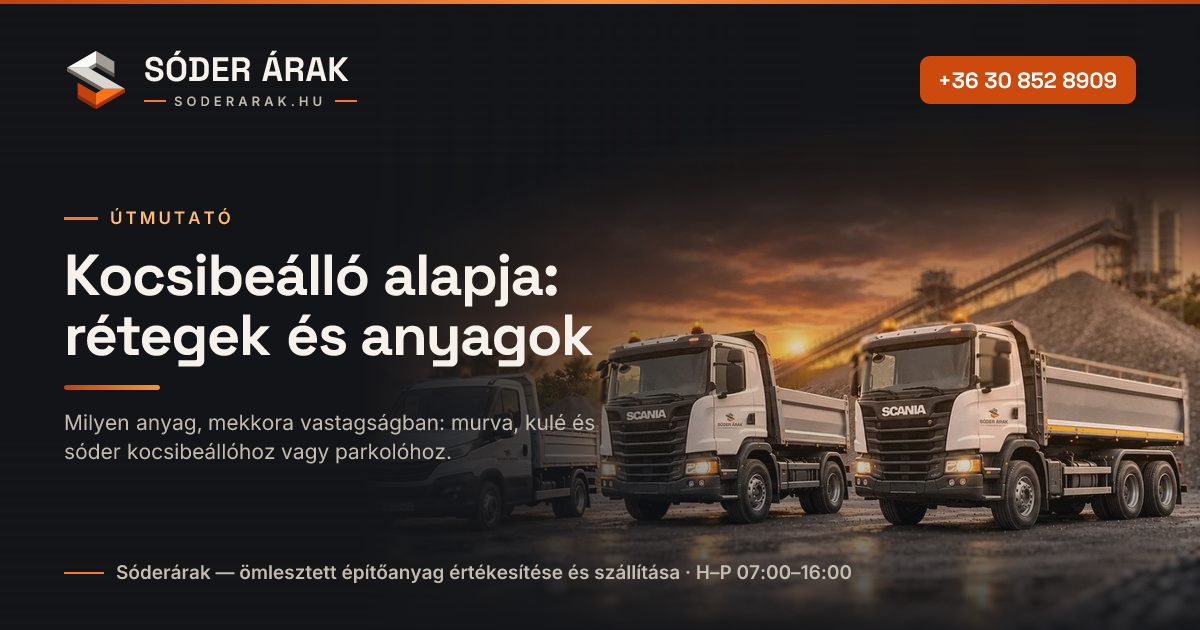 SÓDER ÁRAK
SODERARAK.HU
+36 30 852 8909
ÚTMUTATÓ
Kocsibeálló alapja:
rétegek és anyagok
Milyen anyag, mekkora vastagságban: murva, kulé és
sóder kocsibeállóhoz vagy parkolóhoz.
SCANIA
SÓDER ÁRAK
SCANIA
SÓDER ÁRAK
Sóderárak — ömlesztett építőanyag értékesítése és szállítása · H–P 07:00–16:00